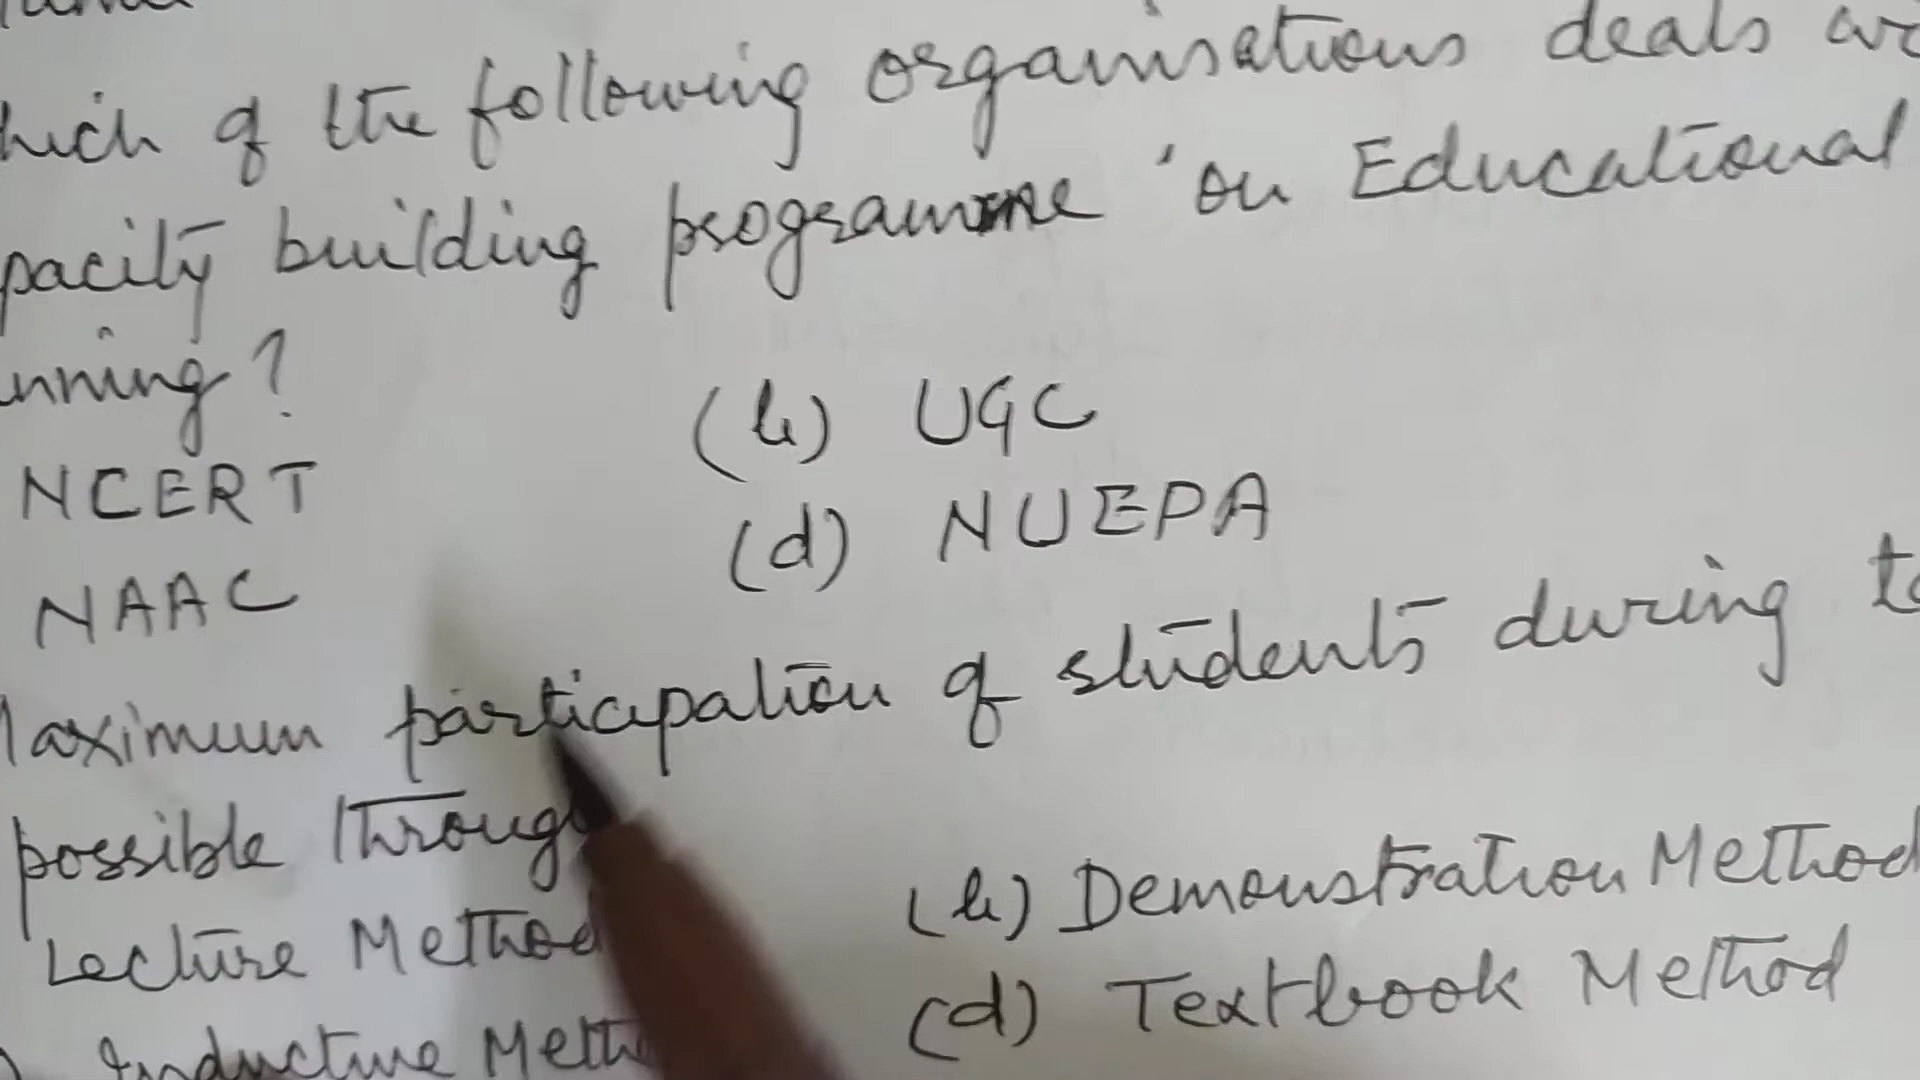 hich of the following organisations deals
pacity building programme 'on Educational
nning?
NCERT (b) UGC
NAAC (d) NUEPA
Maximum participation of students during
possible through
Lecture Method (b) Demonstration Method
Inductive Meth (d) Textbook Method